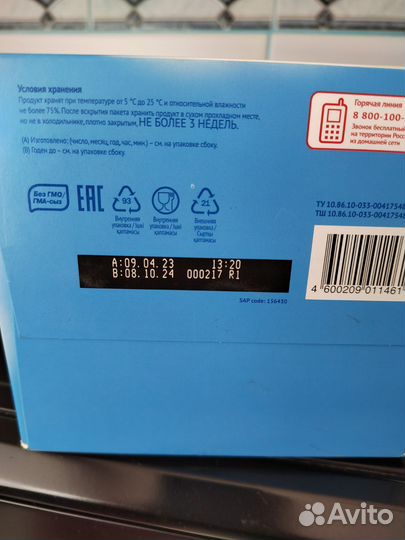 Условия хранения
Продукт хранят при температуре от 5 °C до 25 °C и относительной влажности
не более 75%. После вскрытия пакета хранить продукт в сухом прохладном месте,
но не в холодильнике, плотно закрытым, НЕ БОЛЕЕ 3 НЕДЕЛЬ.
(А) Изготовлено: (число, месяц, год, час, мин.) – см. на упаковке сбоку.
(В) Годен до – см. на упаковке сбоку.
Горячая линия
8 800-100-
Звонок бесплатный
на территории Росс
из домашней сети
Без ГМО/
ГМА-сыз
EAC
93
21
Внутренняя
упаковка / Ішкі
қаптамасы
Внутренняя
упаковка / Ішкі
қаптамасы
Внешняя
упаковка /
Сыртқы
қаптамасы
ТУ 10.86.10-033-00417548
ТШ 10.86.10-033-00417548
A:09.04.23 13:20
B:08.10.24 000217 R1
SAP code: 156430
4 600209 011461
Avito